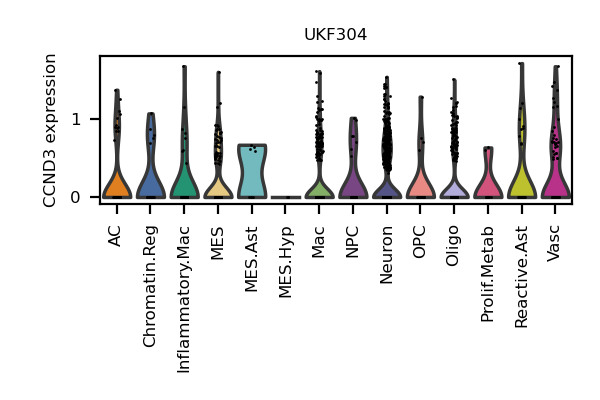 UKF304
CCND3 expression
1
0
AC
Chromatin.Reg
Inflammatory.Mac
MES
MES.Ast
MES.Hyp
Mac
NPC
Neuron
OPC
Oligo
Prolif.Metab
Reactive.Ast
Vasc